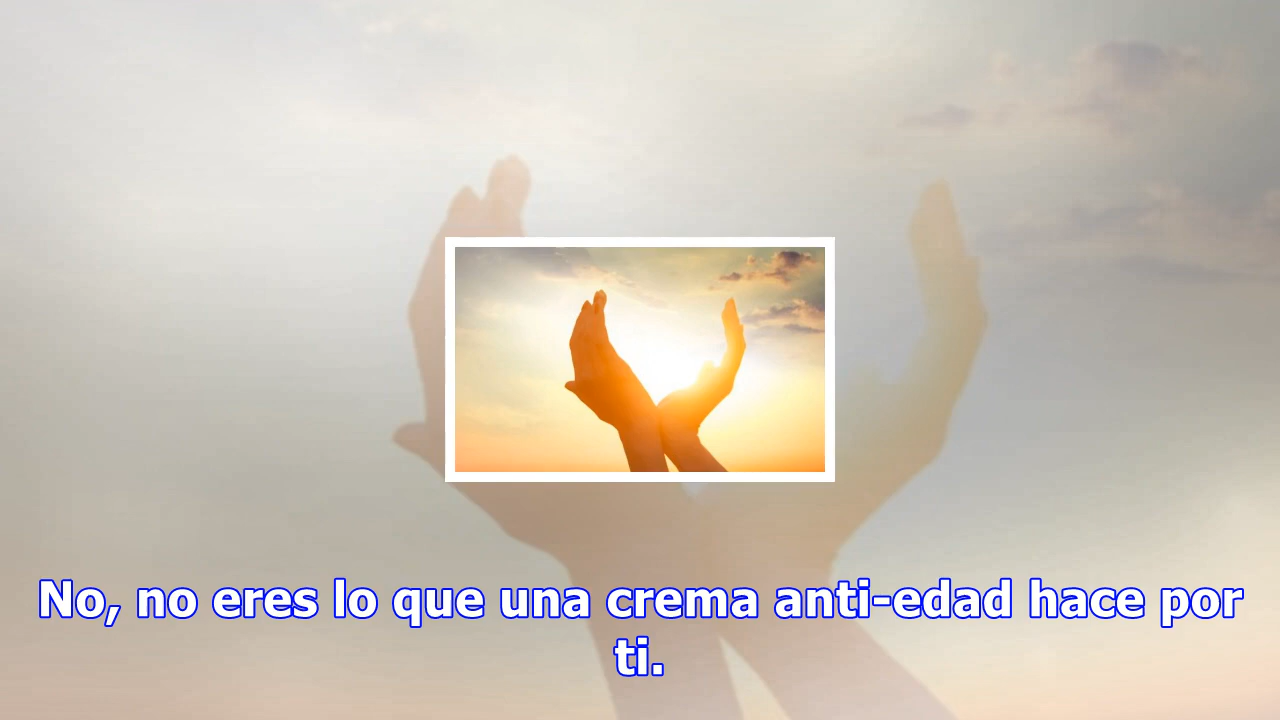 No, no eres lo que una crema anti-edad hace por
ti.